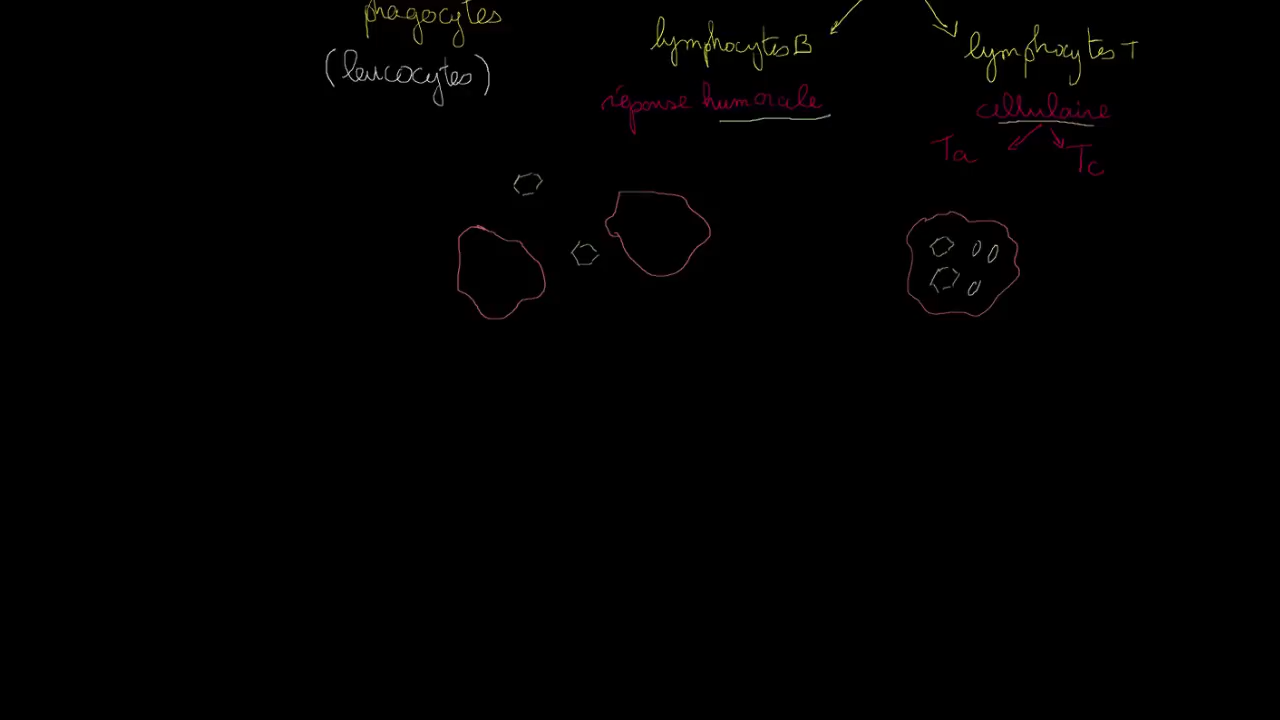 phagocytes
(leucocytes)
lymphocytes B
réponse humorale
lymphocytes T
cellulaire
Ta
Tc